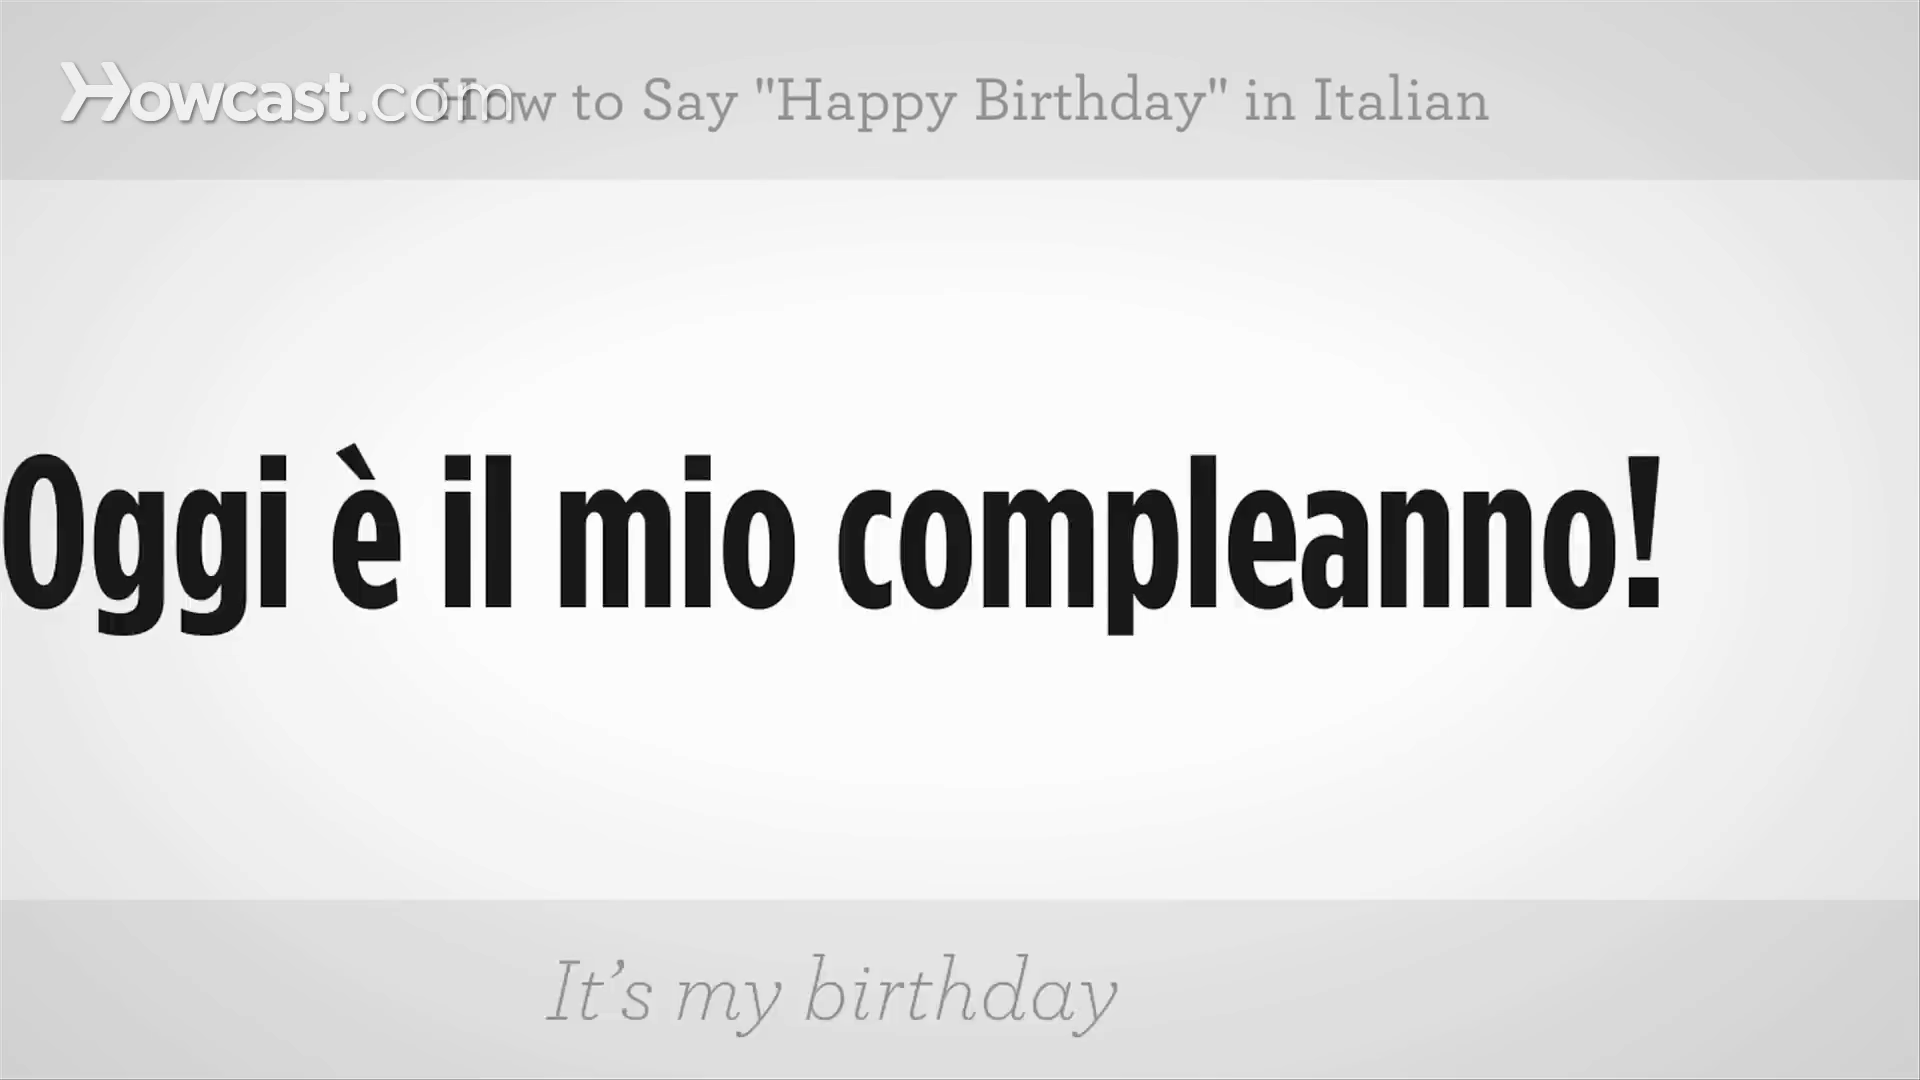 Howcast.com
How to Say "Happy Birthday" in Italian
Oggi è il mio compleanno!
It’s my birthday